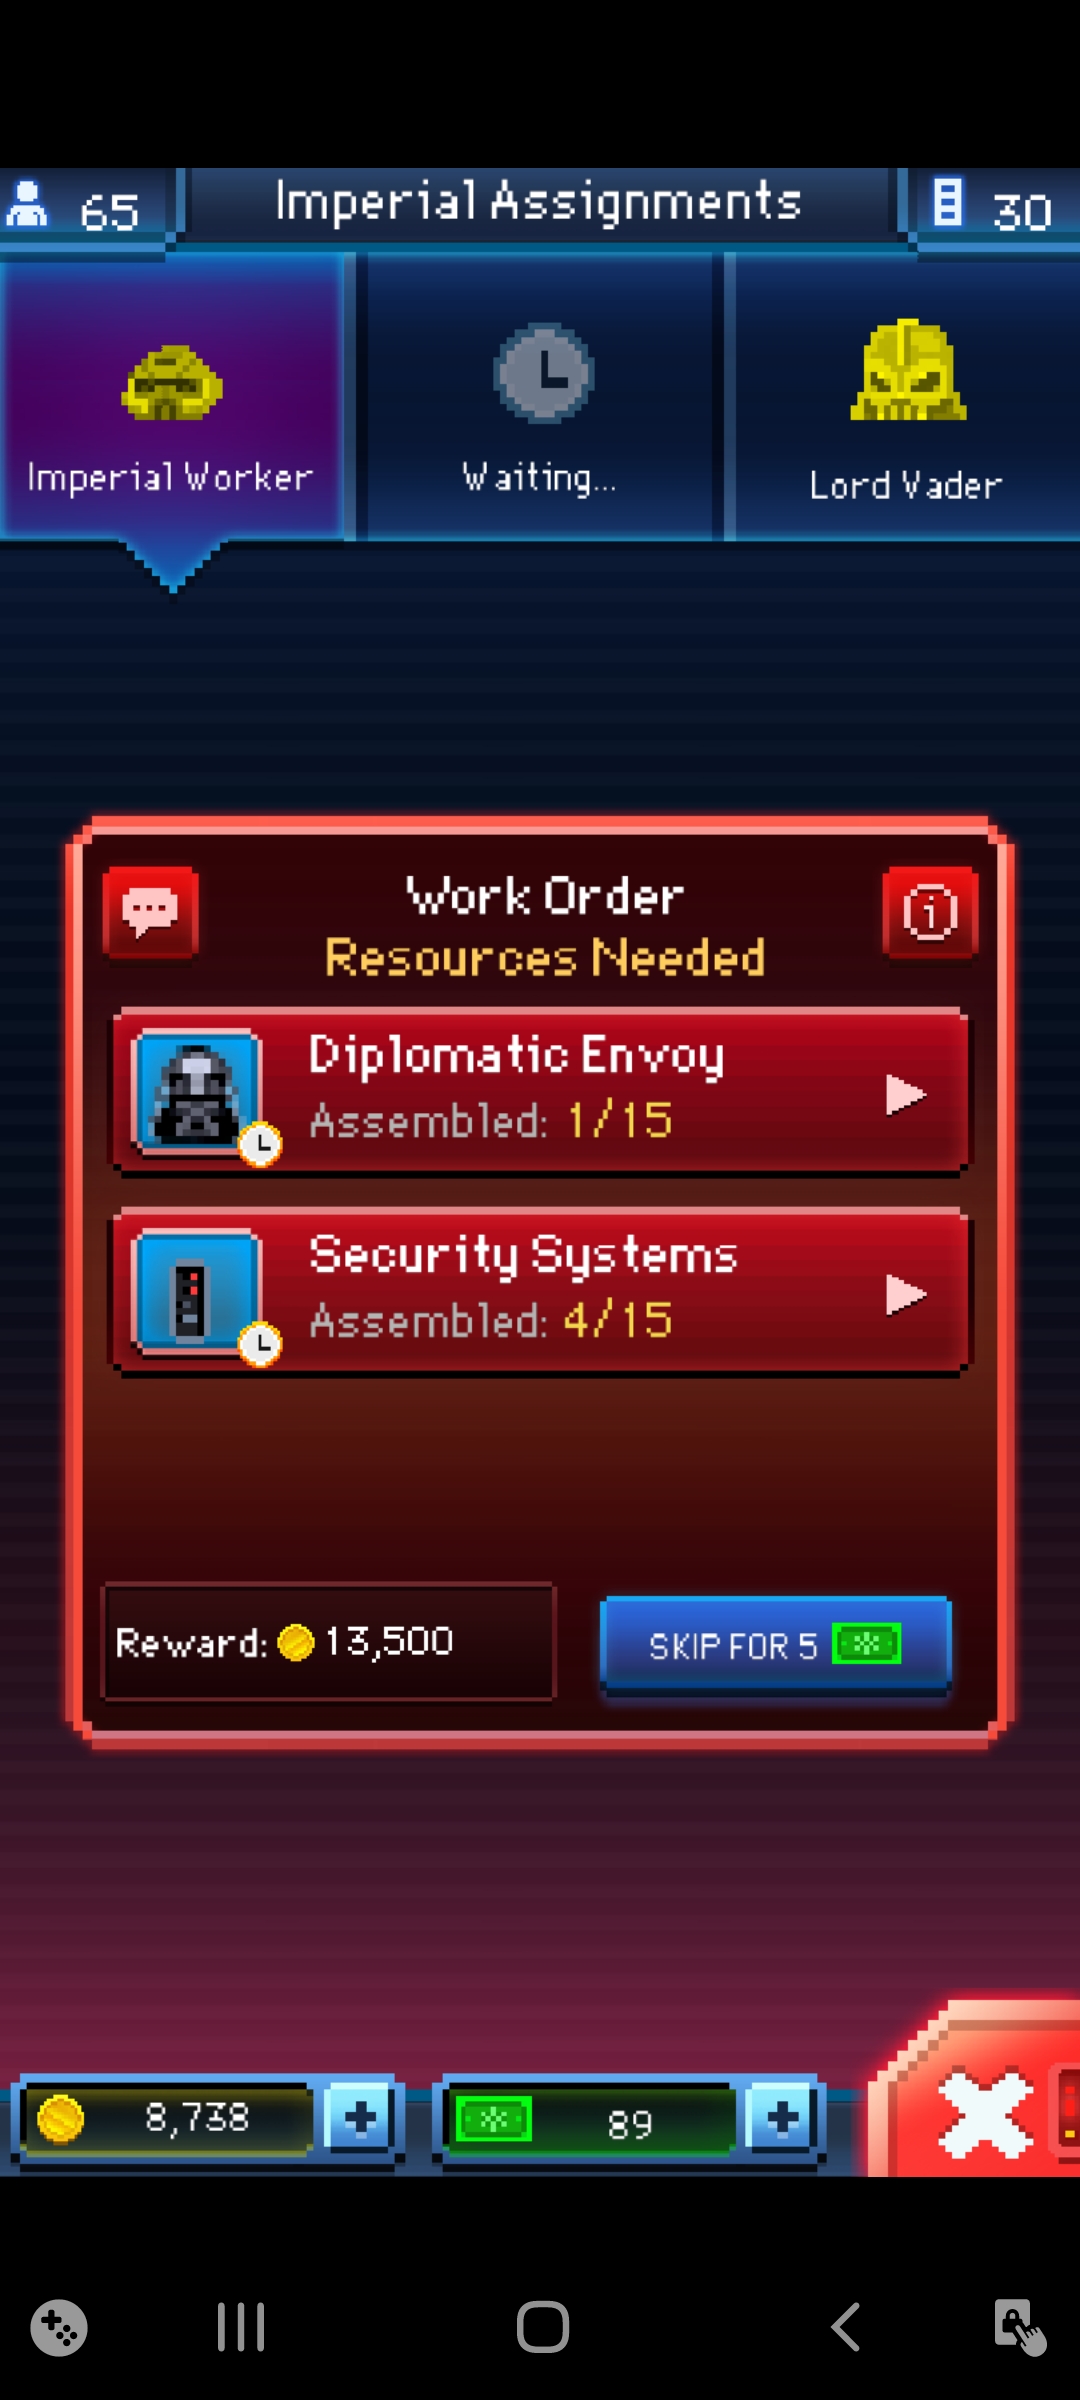 65
Imperial Assignments
30
Imperial Worker
Waiting...
Lord Vader
Work Order
Resources Needed
Diplomatic Envoy
Assembled: 1/15
Security Systems
Assembled: 4/15
Reward: 13,500
SKIP FOR 5
8,738
89